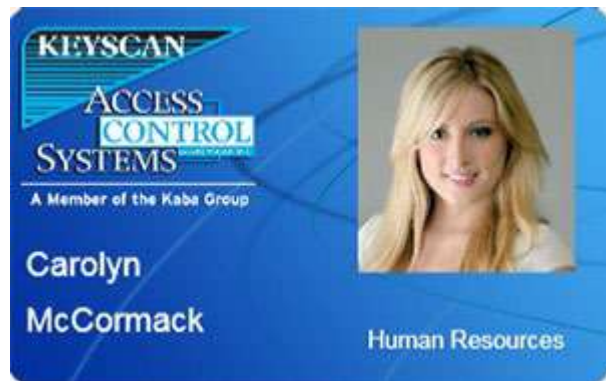 KEYSCAN
ACCESS
CONTROL
SYSTEMS
A Member of the Kaba Group
Carolyn
McCormack
Human Resources